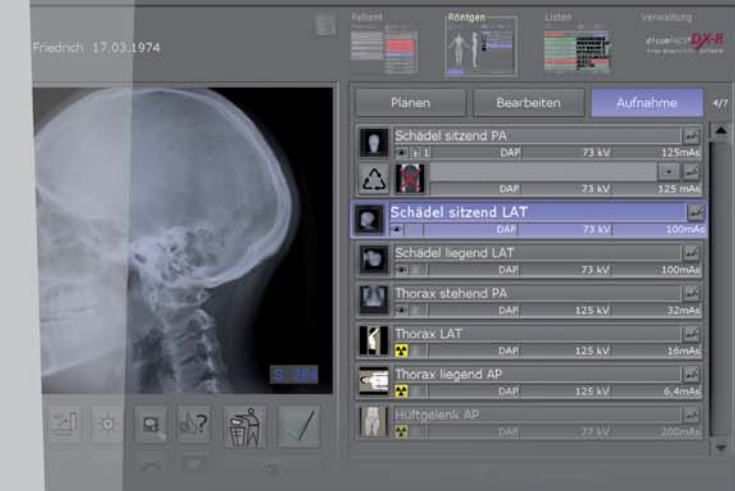 Patient
Röntgen
Listen
Verwaltung
Friedrich 17.03.1974
dicomPACS® DX-R
Planen
Bearbeiten
Aufnahme
4/7
Schädel sitzend PA
1 DAP 73 kV 125mAs
DAP 73 kV 125 mAs
Schädel sitzend LAT
DAP 73 kV 100mAs
Schädel liegend LAT
DAP 73 kV 100mAs
Thorax stehend PA
DAP 125 kV 32mAs
Thorax LAT
DAP 125 kV 16mAs
Thorax liegend AP
DAP 125 kV 6,4mAs
Hüftgelenk AP
DAP 77 kV 200mAs
?